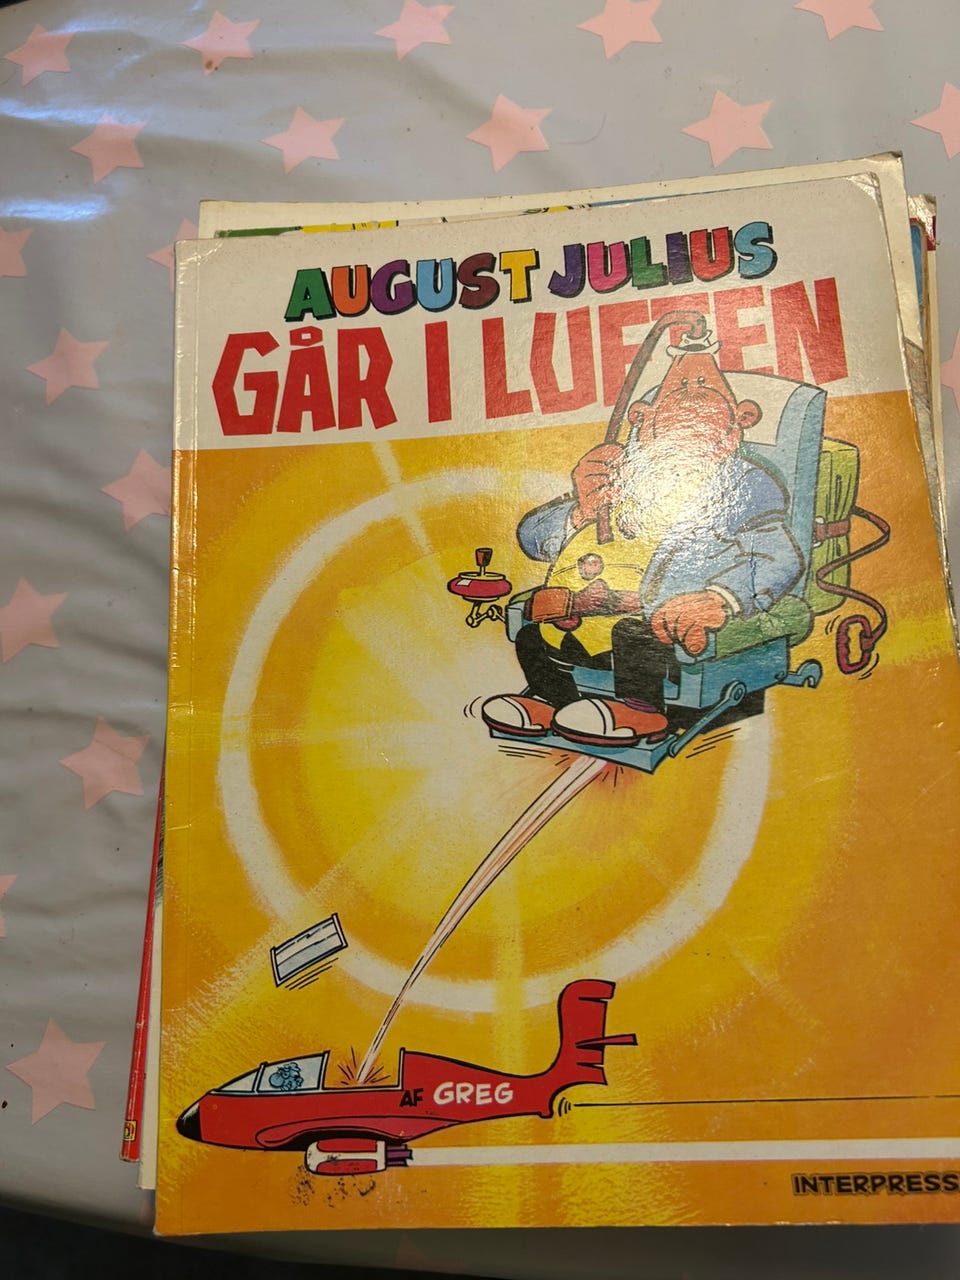 AUGUST JULIUS
GÅR I LUFTEN
AF GREG
INTERPRESS